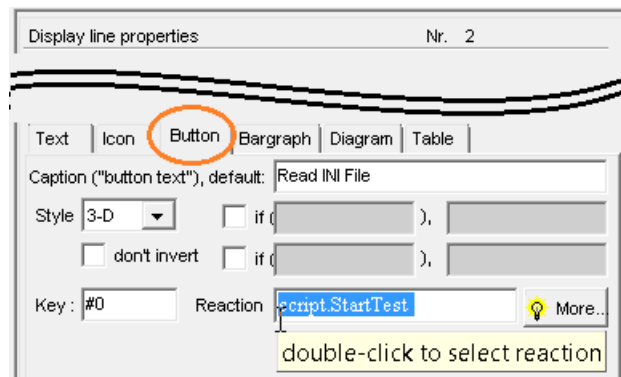 Display line properties Nr. 2
Text Icon Button Bargraph Diagram Table
Caption ("button text"), default: Read INI File
Style 3-D if ( ),
don't invert if ( ),
Key : #0 Reaction script.StartTest More...
double-click to select reaction